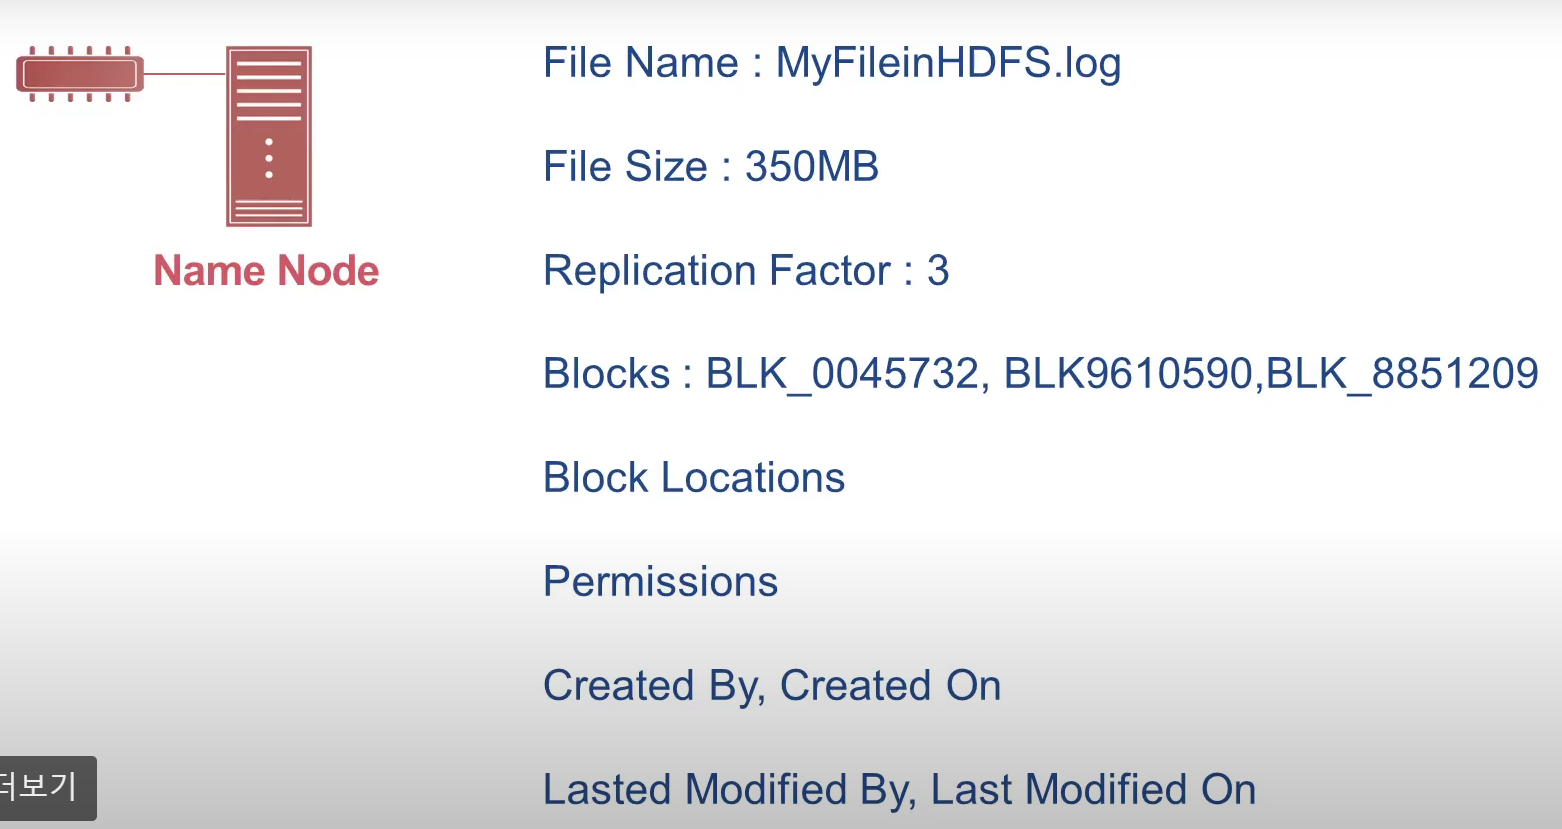 File Name : MyFileinHDFS.log
File Size : 350MB
Name Node
Replication Factor : 3
Blocks : BLK_0045732, BLK9610590,BLK_8851209
Block Locations
Permissions
Created By, Created On
더보기
Lasted Modified By, Last Modified On